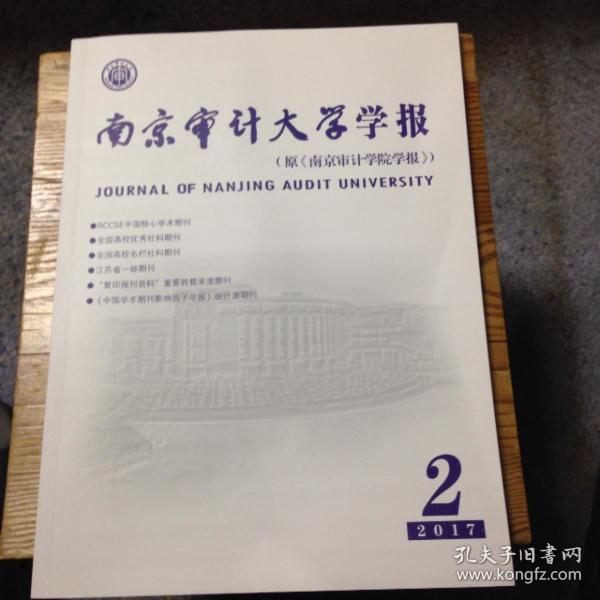 南京审计大学学报
（原《南京审计学院学报》）
JOURNAL OF NANJING AUDIT UNIVERSITY
●RCCSE中国核心学术期刊
●全国高校优秀社科期刊
●全国高校名栏社科期刊
●江苏省一级期刊
●“复印报刊资料”重要转载来源期刊
●《中国学术期刊影响因子年报》统计源期刊
2
2017
孔夫子旧书网
www.kongfz.com